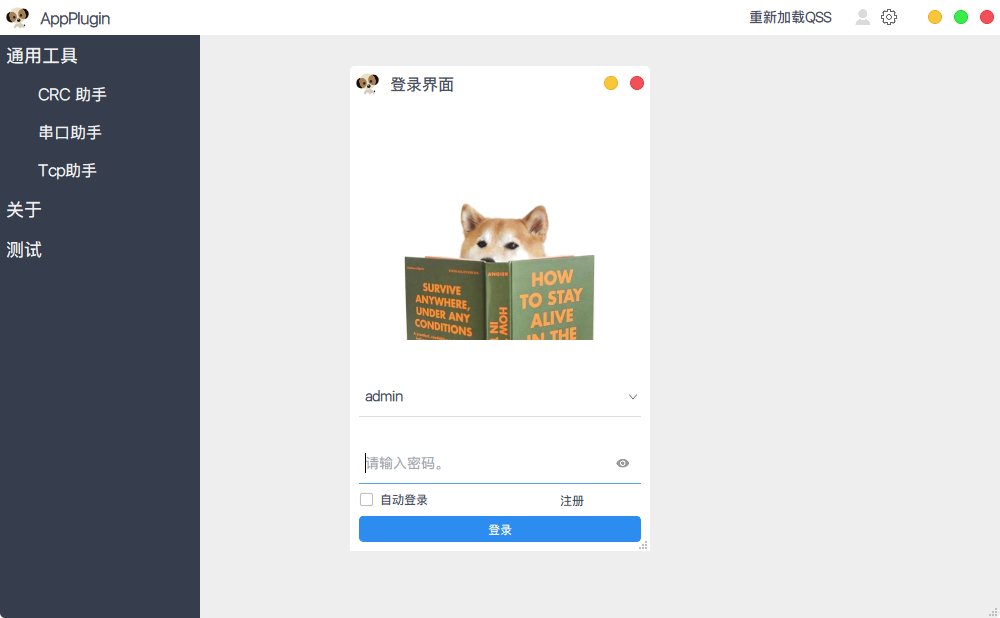 AppPlugin
重新加载QSS
通用工具
CRC 助手
串口助手
Tcp助手
关于
测试
登录界面
SURVIVE
ANYWHERE,
UNDER ANY
CONDITIONS
HOW
IN
HOW
TO STAY
ALIVE
IN THE
admin
请输入密码。
自动登录
注册
登录